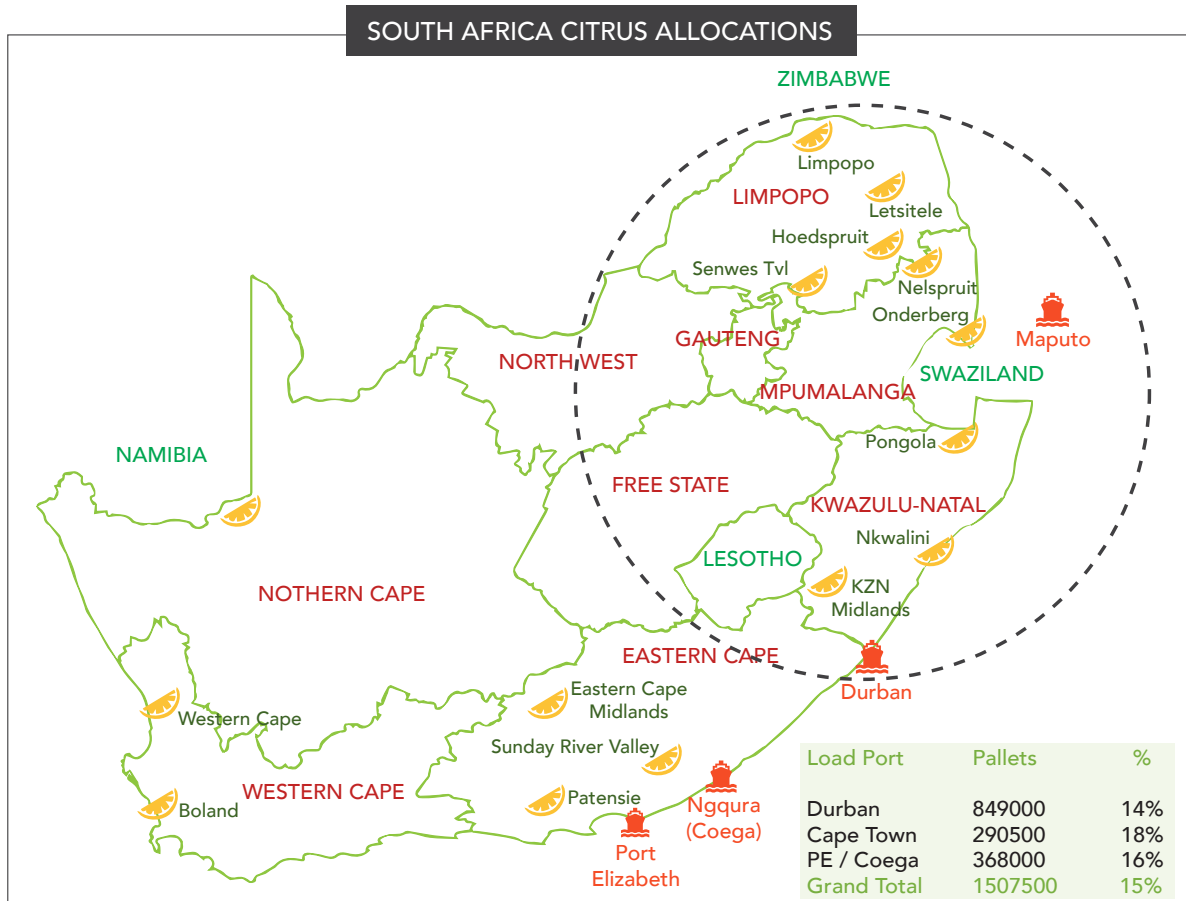 SOUTH AFRICA CITRUS ALLOCATIONS
ZIMBABWE
Limpopo
LIMPOPO
Letsitele
Hoedspruit
Senwes Tvl
Nelspruit
Onderberg
Maputo
GAUTENG
NORTH WEST
SWAZILAND
MPUMALANGA
Pongola
NAMIBIA
FREE STATE
KWAZULU-NATAL
Nkwalini
LESOTHO
KZN
Midlands
NOTHERN CAPE
EASTERN CAPE
Durban
Eastern Cape
Midlands
Western Cape
Sunday River Valley
WESTERN CAPE
Patensie
Boland
Ngqura
(Coega)
Port
Elizabeth
Load Port Pallets %
Durban 849000 14%
Cape Town 290500 18%
PE / Coega 368000 16%
Grand Total 1507500 15%